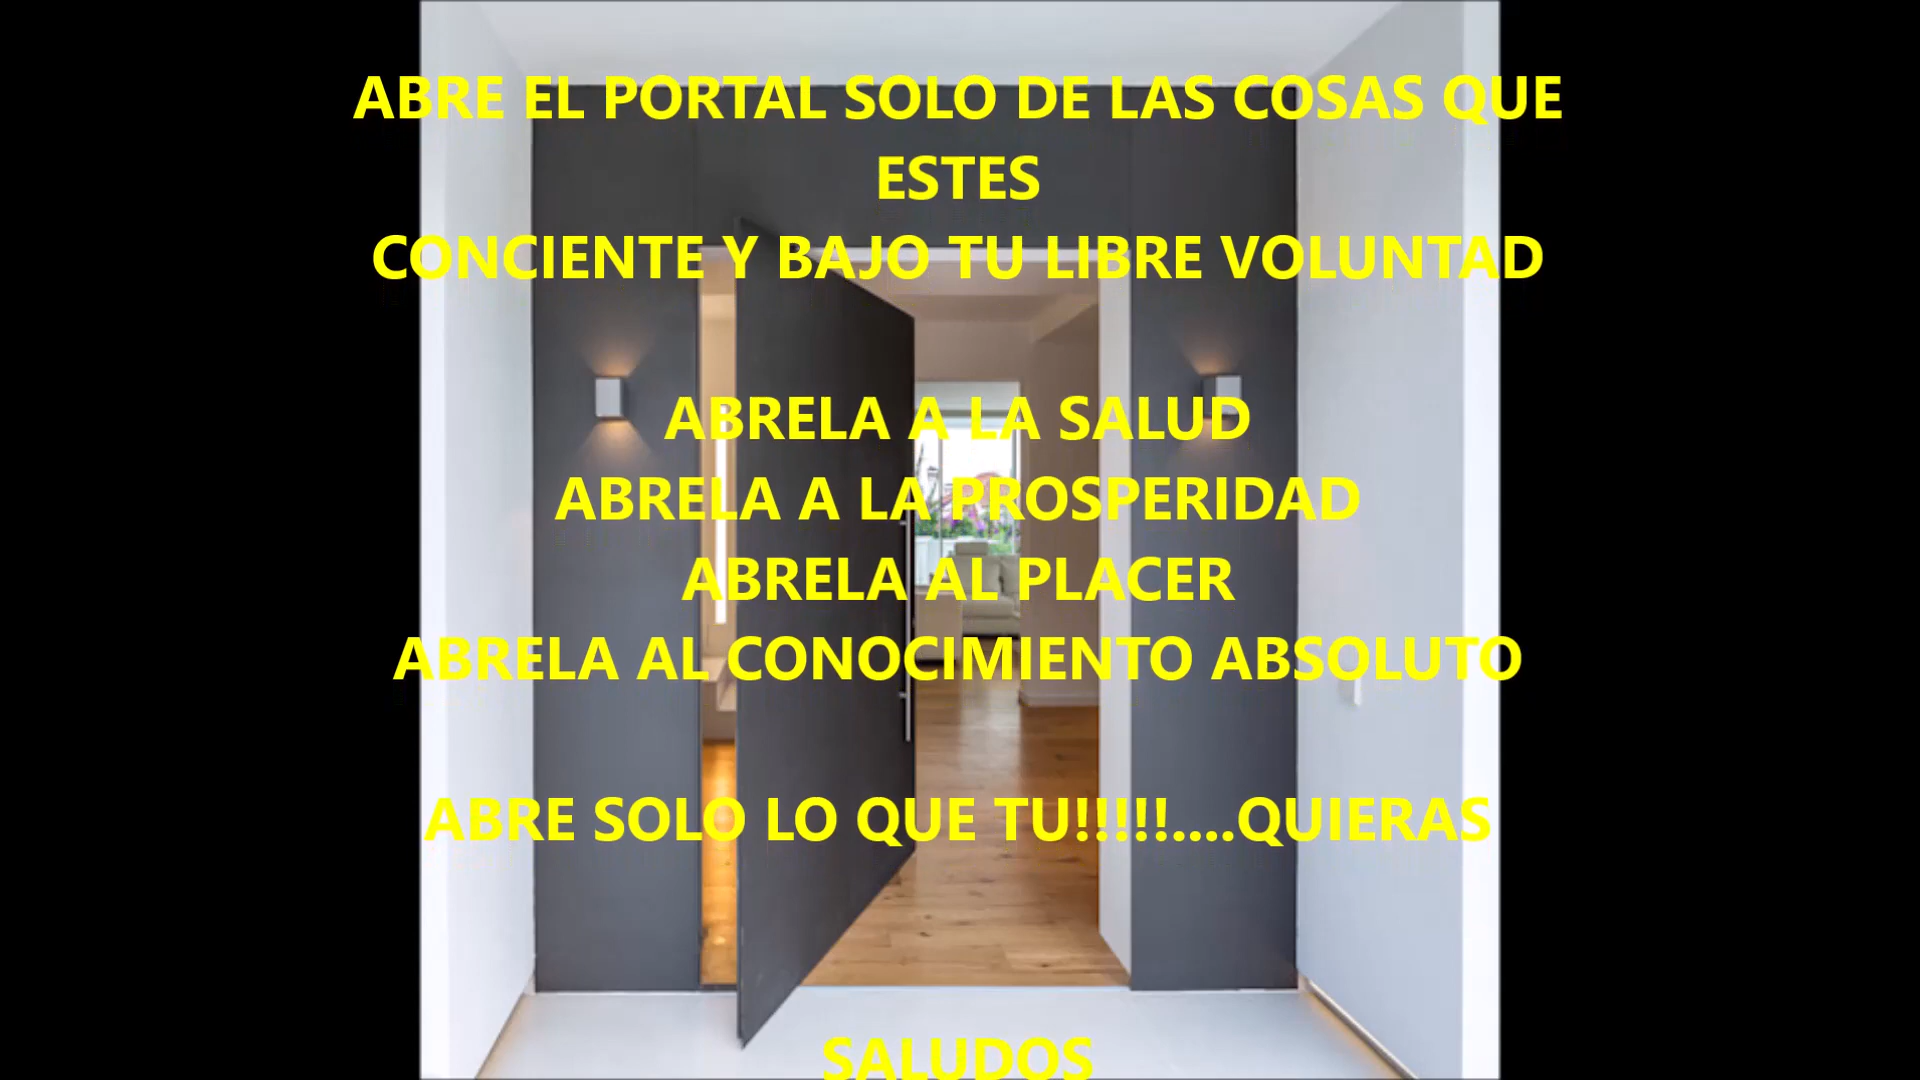 ABRE EL PORTAL SOLO DE LAS COSAS QUE
ESTES
CONCIENTE Y BAJO TU LIBRE VOLUNTAD
ABRELA A LA SALUD
ABRELA A LA PROSPERIDAD
ABRELA AL PLACER
ABRELA AL CONOCIMIENTO ABSOLUTO
ABRE SOLO LO QUE TU!!!!!....QUIERAS
SALUDOS